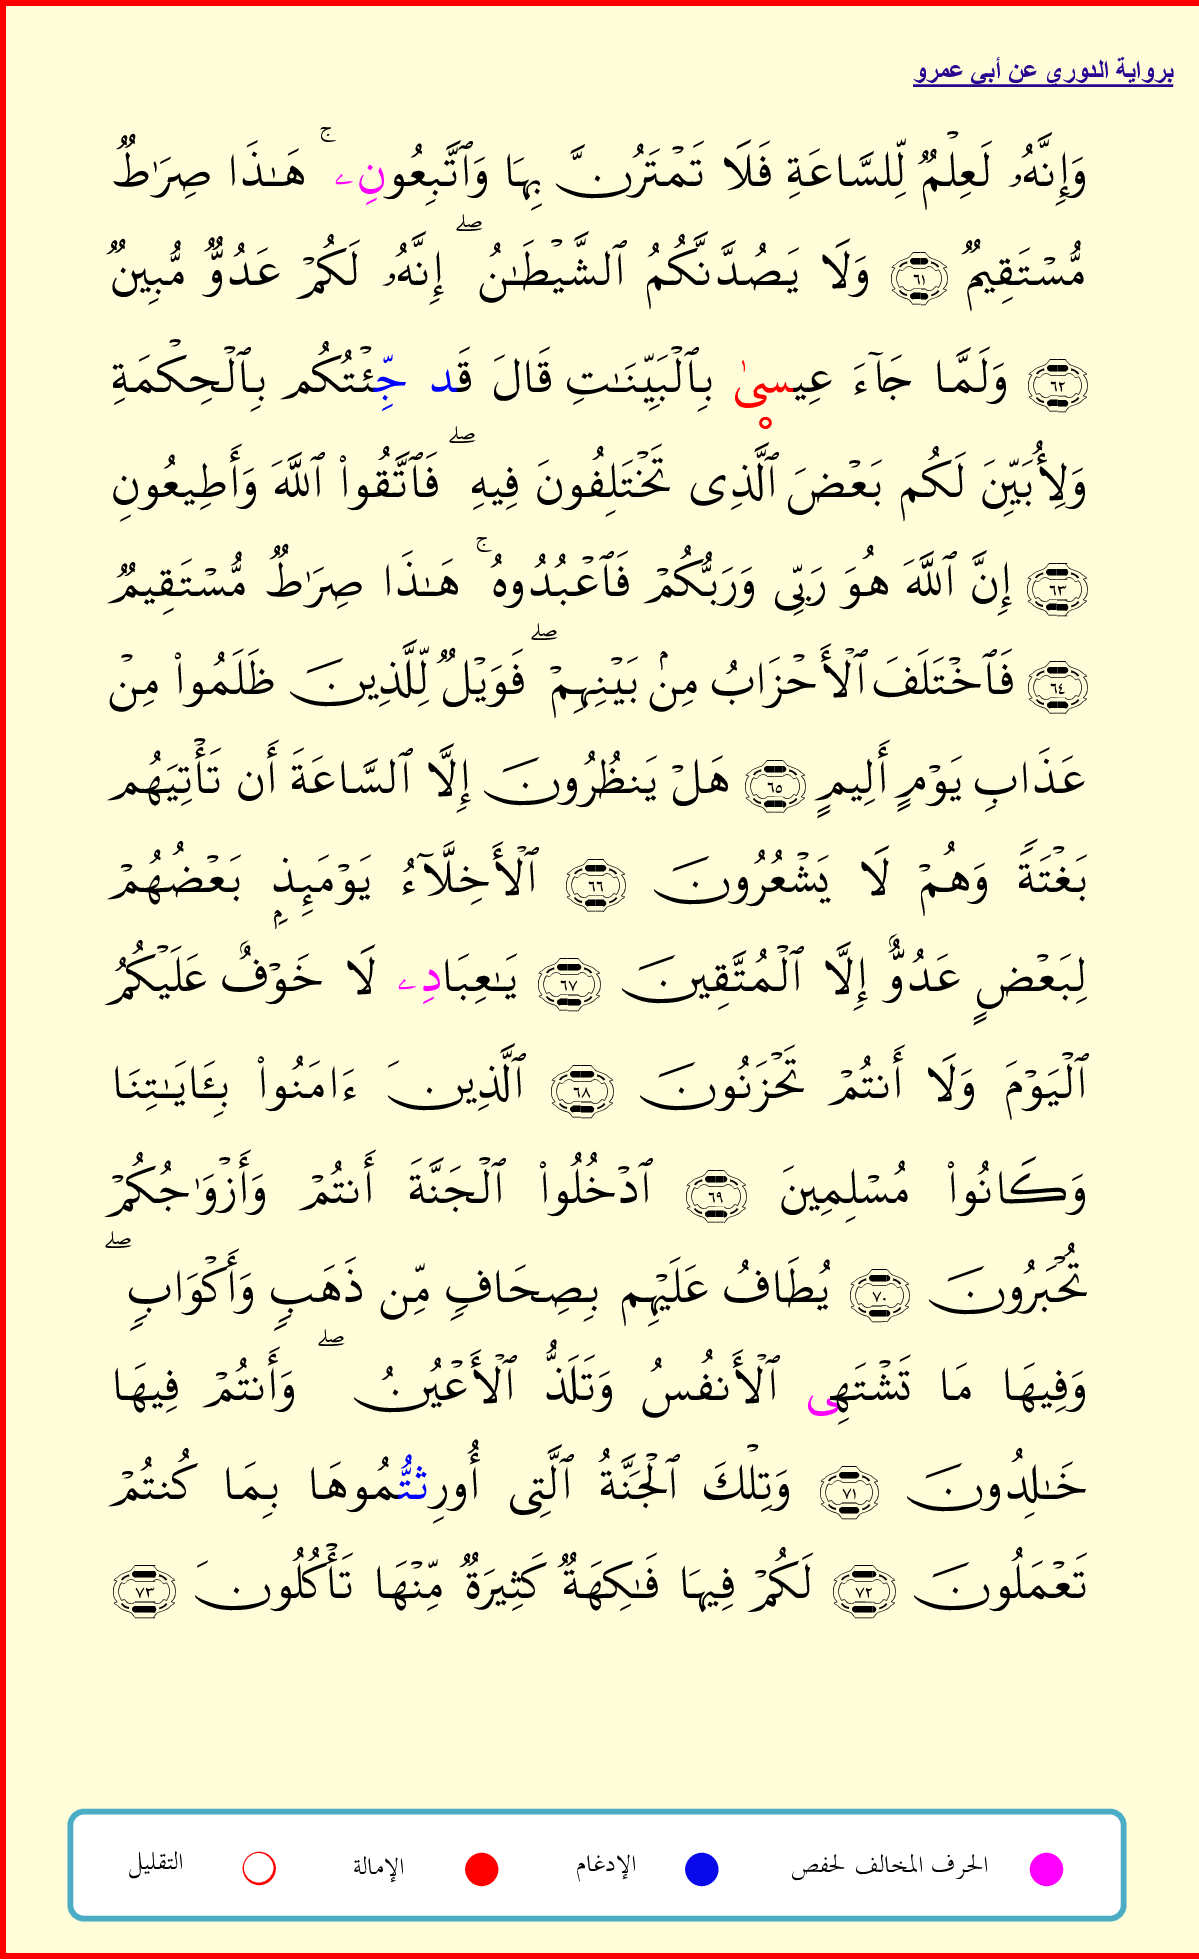 برواية الدوري عن أبي عمرو
وَإِنَّهُۥ لَعِلْمٌ لِّلسَّاعَةِ فَلَا تَمْتَرُنَّ بِهَا وَٱتَّبِعُونِۦ ۚ هَـٰذَا صِرَٰطٌ
مُّسْتَقِيمٌ ٦١ وَلَا يَصُدَّنَّكُمُ ٱلشَّيْطَـٰنُ ۖ إِنَّهُۥ لَكُمْ عَدُوٌّ مُّبِينٌ
٦٢ وَلَمَّا جَآءَ عِيسىٰ بِٱلْبَيِّنَـٰتِ قَالَ قَد جِّئْتُكُم بِٱلْحِكْمَةِ
وَلِأُبَيِّنَ لَكُم بَعْضَ ٱلَّذِى تَخْتَلِفُونَ فِيهِ ۖ فَٱتَّقُوا۟ ٱللَّهَ وَأَطِيعُونِ
٦٣ إِنَّ ٱللَّهَ هُوَ رَبِّى وَرَبُّكُمْ فَٱعْبُدُوهُ ۚ هَـٰذَا صِرَٰطٌ مُّسْتَقِيمٌ
٦٤ فَٱخْتَلَفَ ٱلْأَحْزَابُ مِنۢ بَيْنِهِمْ ۖ فَوَيْلٌ لِّلَّذِينَ ظَلَمُوا۟ مِنْ
عَذَابِ يَوْمٍ أَلِيمٍ ٦٥ هَلْ يَنظُرُونَ إِلَّا ٱلسَّاعَةَ أَن تَأْتِيَهُم
بَغْتَةً وَهُمْ لَا يَشْعُرُونَ ٦٦ ٱلْأَخِلَّآءُ يَوْمَئِذٍۭ بَعْضُهُمْ
لِبَعْضٍ عَدُوٌّ إِلَّا ٱلْمُتَّقِينَ ٦٧ يَـٰعِبَادِۦ لَا خَوْفٌ عَلَيْكُمُ
ٱلْيَوْمَ وَلَا أَنتُمْ تَحْزَنُونَ ٦٨ ٱلَّذِينَ ءَامَنُوا۟ بِـَٔايَـٰتِنَا
وَكَانُوا۟ مُسْلِمِينَ ٦٩ ٱدْخُلُوا۟ ٱلْجَنَّةَ أَنتُمْ وَأَزْوَٰجُكُمْ
تُحْبَرُونَ ٧٠ يُطَافُ عَلَيْهِم بِصِحَافٍ مِّن ذَهَبٍ وَأَكْوَابٍ ۖ
وَفِيهَا مَا تَشْتَهِى ٱلْأَنفُسُ وَتَلَذُّ ٱلْأَعْيُنُ ۖ وَأَنتُمْ فِيهَا
خَـٰلِدُونَ ٧١ وَتِلْكَ ٱلْجَنَّةُ ٱلَّتِى أُورِثتُّمُوهَا بِمَا كُنتُمْ
تَعْمَلُونَ ٧٢ لَكُمْ فِيهَا فَـٰكِهَةٌ كَثِيرَةٌ مِّنْهَا تَأْكُلُونَ ٧٣
الحرف المخالف لحفص الإدغام الإمالة التقليل